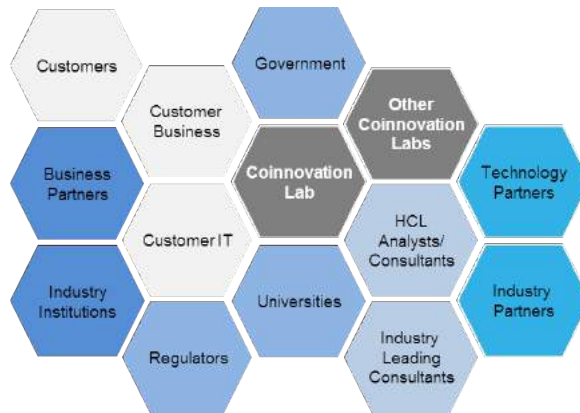 Customers
Government
Customer
Business
Other
Coinnovation
Labs
Business
Partners
Coinnovation
Lab
Technology
Partners
Customer IT
HCL
Analysts/
Consultants
Industry
Institutions
Universities
Industry
Partners
Regulators
Industry
Leading
Consultants